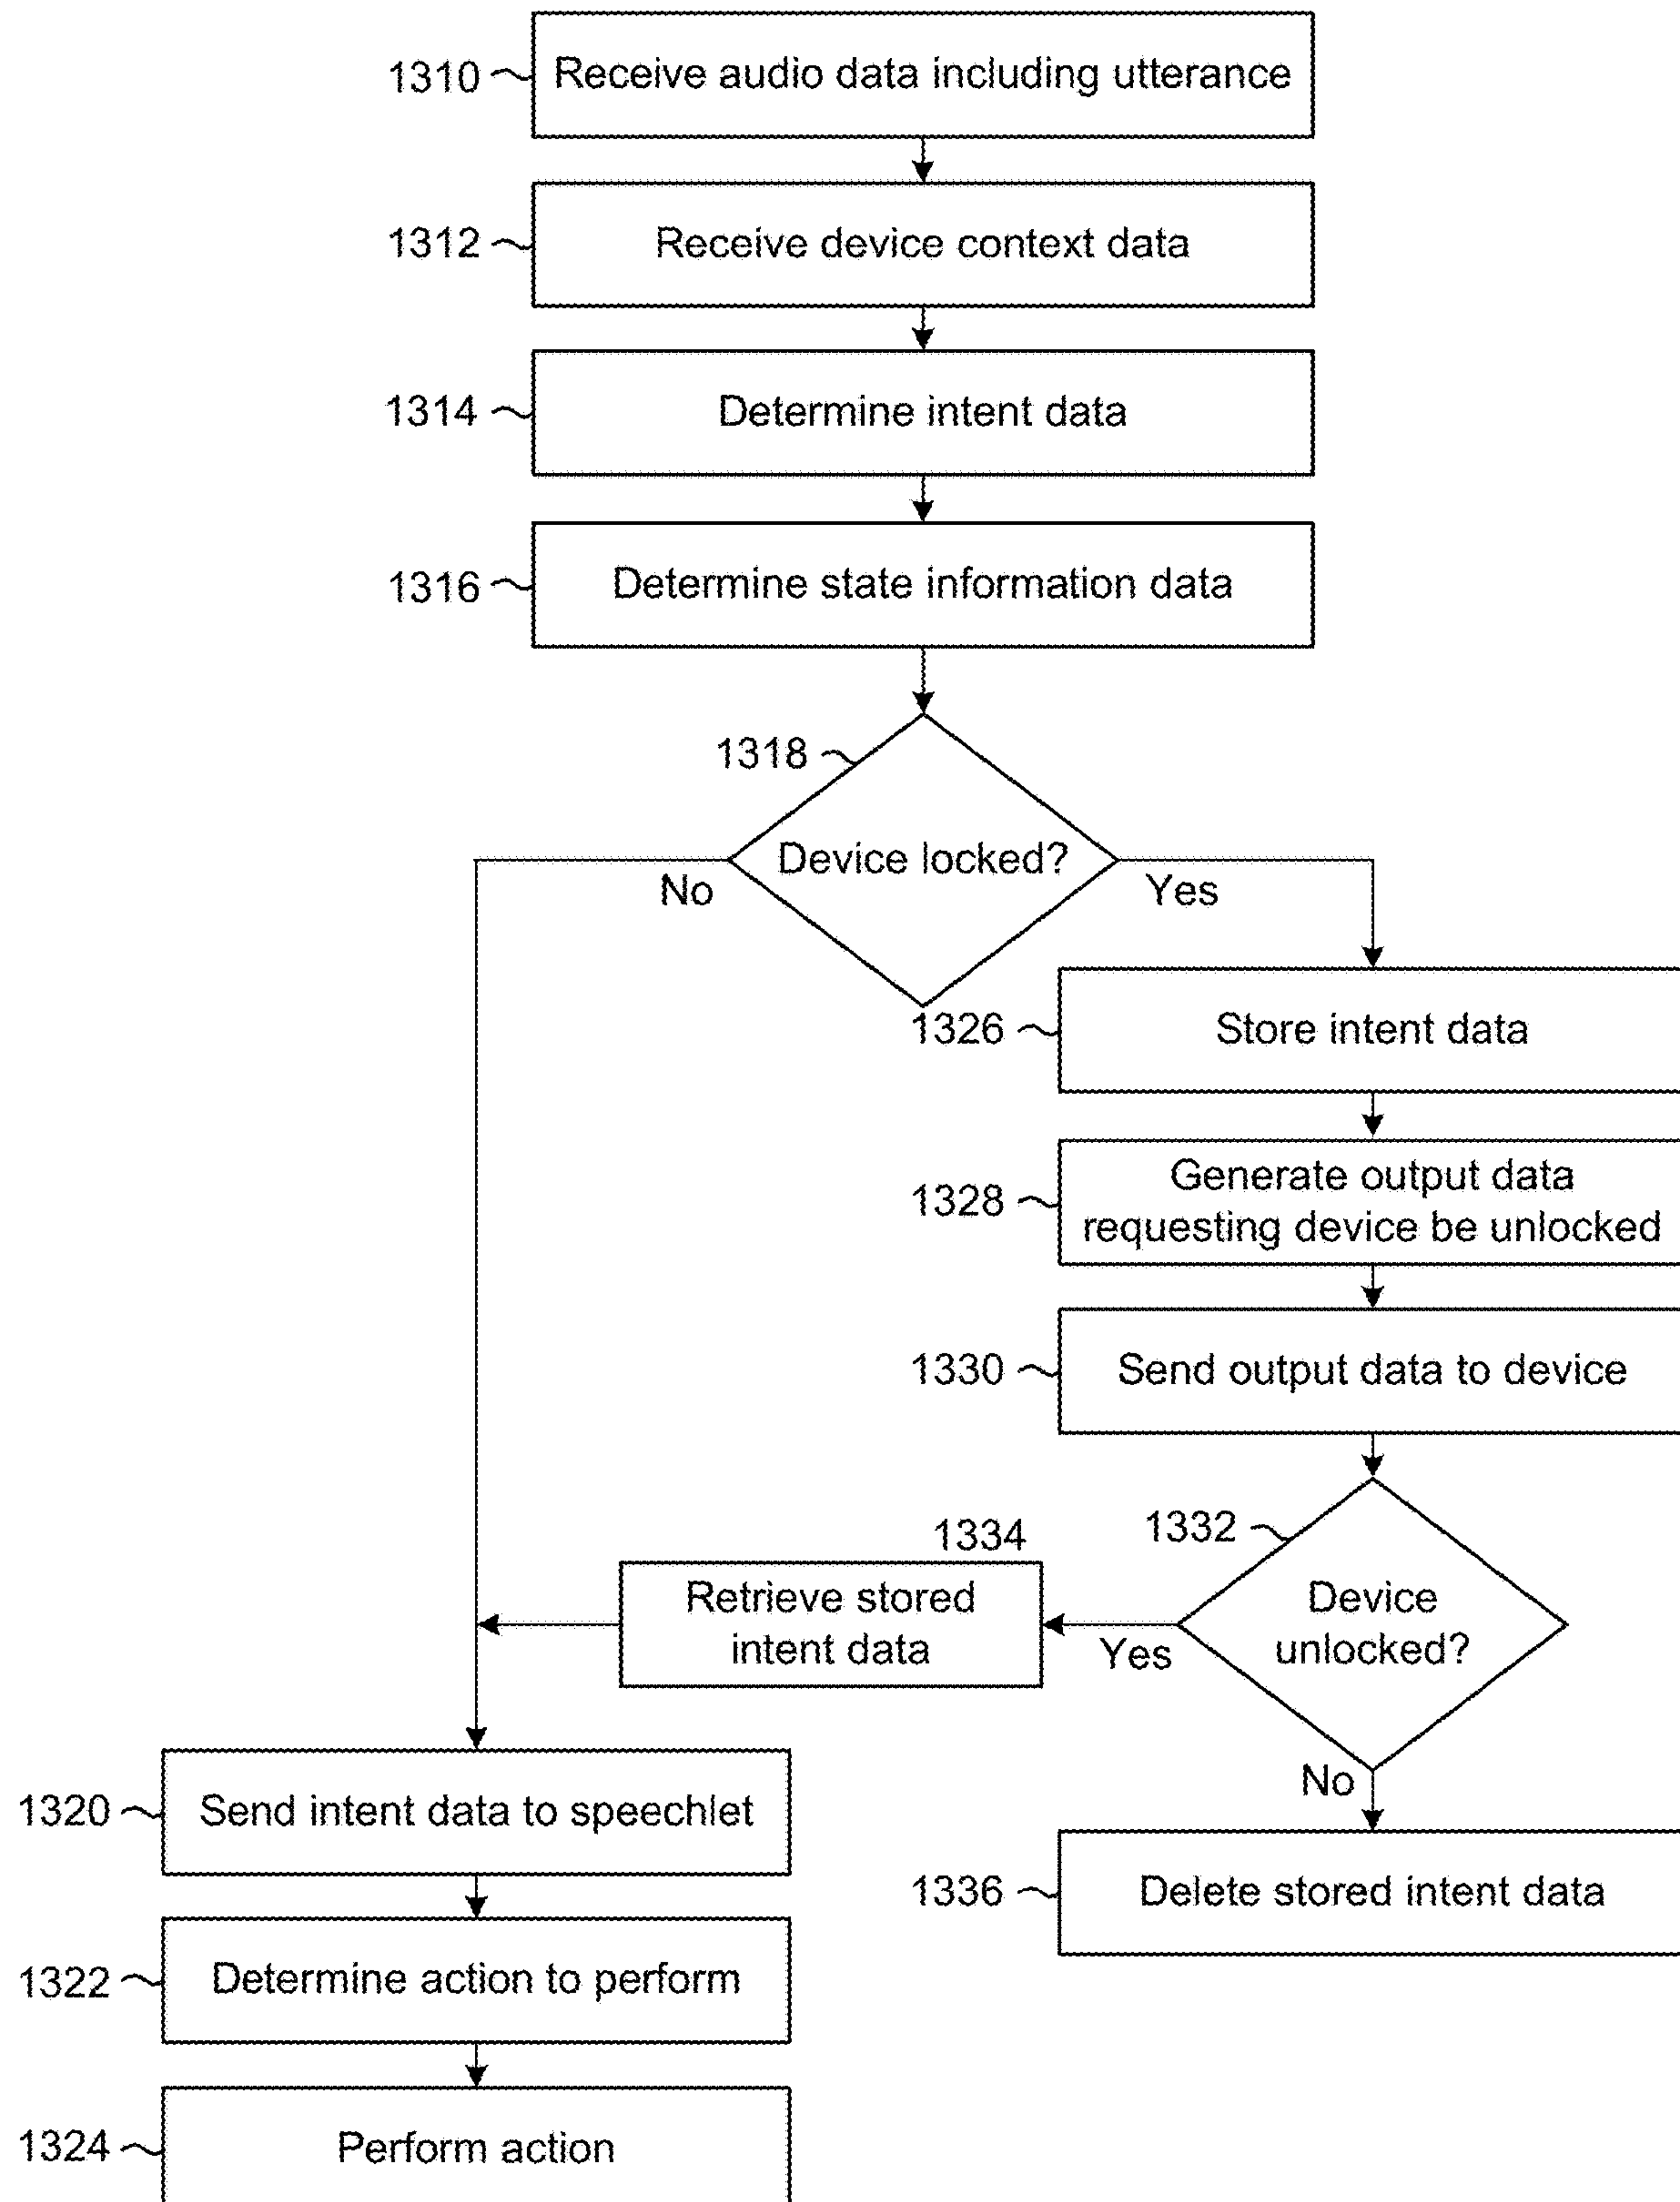 1310 Receive audio data including utterance
1312 Receive device context data
1314 Determine intent data
1316 Determine state information data
1318
Device locked?
No
Yes
1326 Store intent data
1328 Generate output data
requesting device be unlocked
1330 Send output data to device
1332
Device
unlocked?
Yes
1334
Retrieve stored
intent data
No
1336 Delete stored intent data
1320 Send intent data to speechlet
1322 Determine action to perform
1324 Perform action